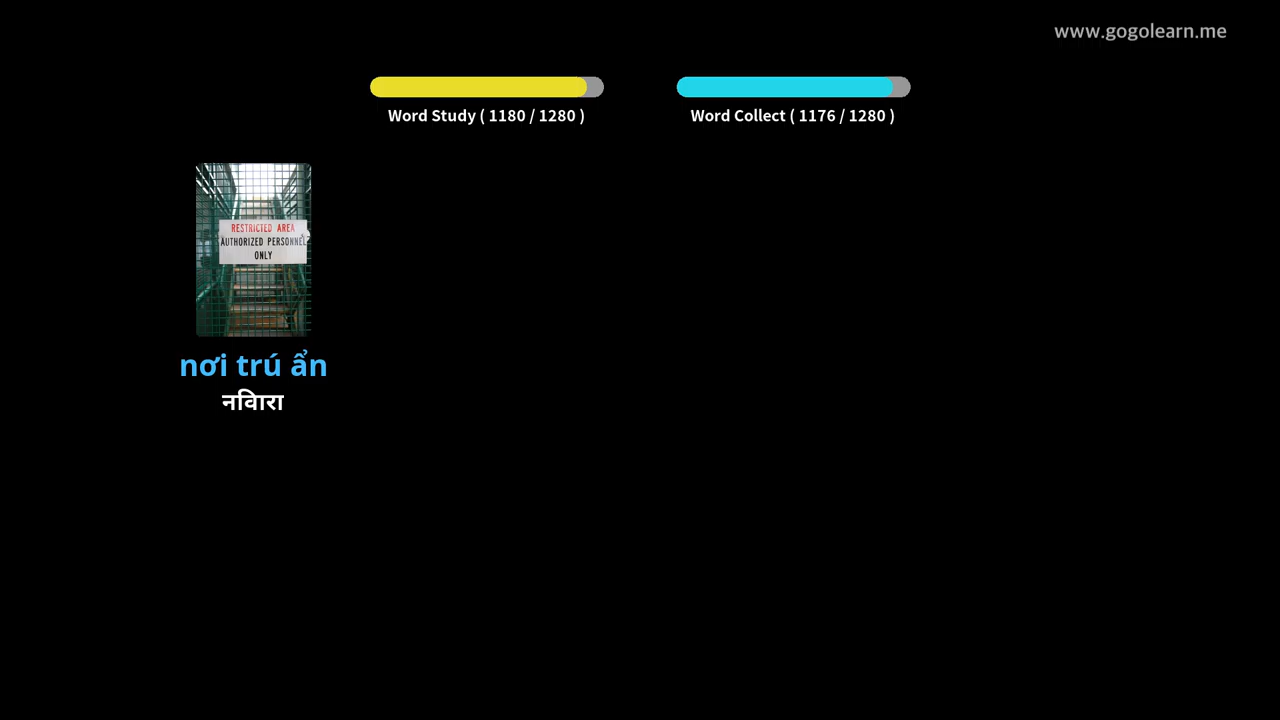 www.gogolearn.me
Word Study ( 1180 / 1280 )
Word Collect ( 1176 / 1280 )
RESTRICTED AREA
AUTHORIZED PERSONNEL
ONLY
nơi trú ẩn
नविारा